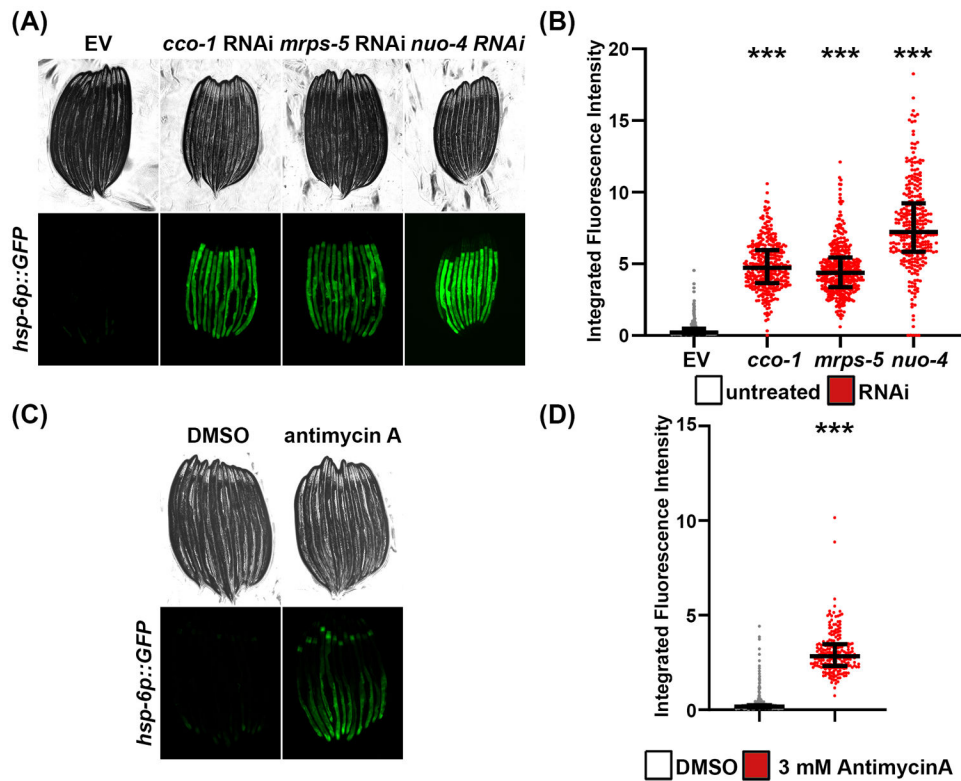 (A)
EV cco-1 RNAi mrps-5 RNAi nuo-4 RNAi
hsp-6p::GFP
(B)
Integrated Fluorescence Intensity
20
15
10
5
0
*** *** ***
EV cco-1 mrps-5 nuo-4
untreated RNAi
(C)
DMSO antimycin A
hsp-6p::GFP
(D)
Integrated Fluorescence Intensity
15
10
5
0
***
DMSO 3 mM AntimycinA